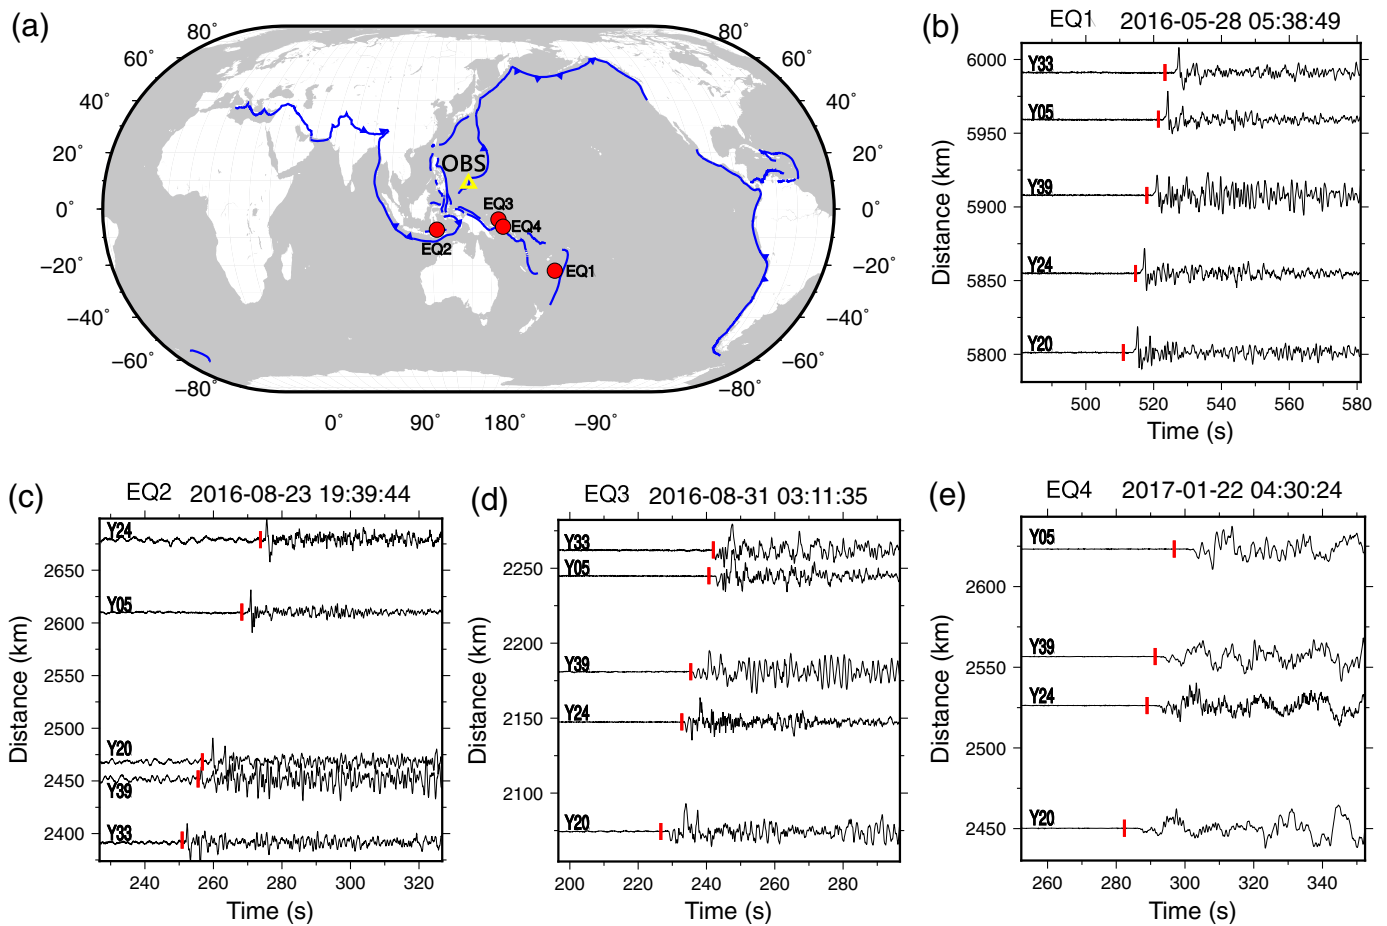 (a)
80°
60°
40°
20°
0°
−20°
−40°
−60°
−80°
80°
60°
40°
20°
0°
−20°
−40°
−60°
−80°
0°
90°
180°
−90°
OBS
EQ3
EQ4
EQ2
EQ1
(b)
EQ1 2016-05-28 05:38:49
Distance (km)
6000
5950
5900
5850
5800
Y33
Y05
Y39
Y24
Y20
500 520 540 560 580
Time (s)
(c)
EQ2 2016-08-23 19:39:44
Distance (km)
2650
2600
2550
2500
2450
2400
Y24
Y05
Y20
Y39
Y33
240 260 280 300 320
Time (s)
(d)
EQ3 2016-08-31 03:11:35
Distance (km)
2250
2200
2150
2100
Y33
Y05
Y39
Y24
Y20
200 220 240 260 280
Time (s)
(e)
EQ4 2017-01-22 04:30:24
Distance (km)
2600
2550
2500
2450
Y05
Y39
Y24
Y20
260 280 300 320 340
Time (s)